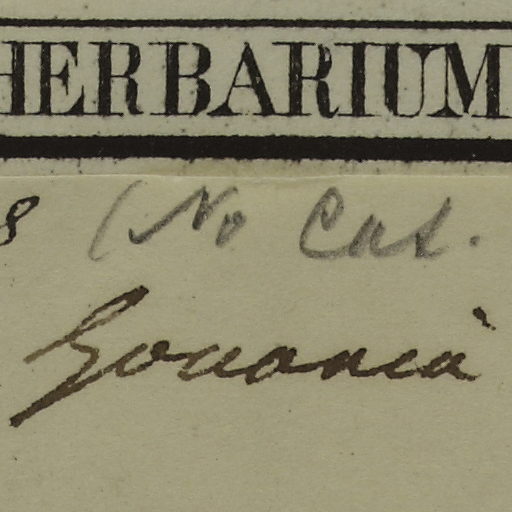 HERBARIUM
8 (No Cat.
Gouania